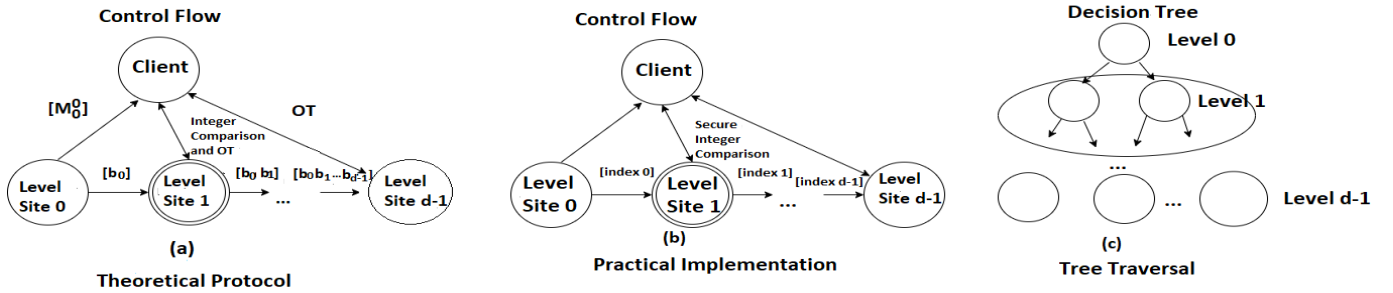 Control Flow
Client
[M₀⁰]
OT
Integer
Comparison
and OT
[b₀]
[b₀ b₁]
[b₀b₁...b_d-1]
Level
Site 0
Level
Site 1
...
Level
Site d-1
(a)
Theoretical Protocol
Control Flow
Client
Secure
Integer
Comparison
[index 0]
[index 1]
[index d-1]
Level
Site 0
Level
Site 1
...
Level
Site d-1
(b)
Practical Implementation
Decision Tree
Level 0
Level 1
...
...
Level d-1
(c)
Tree Traversal